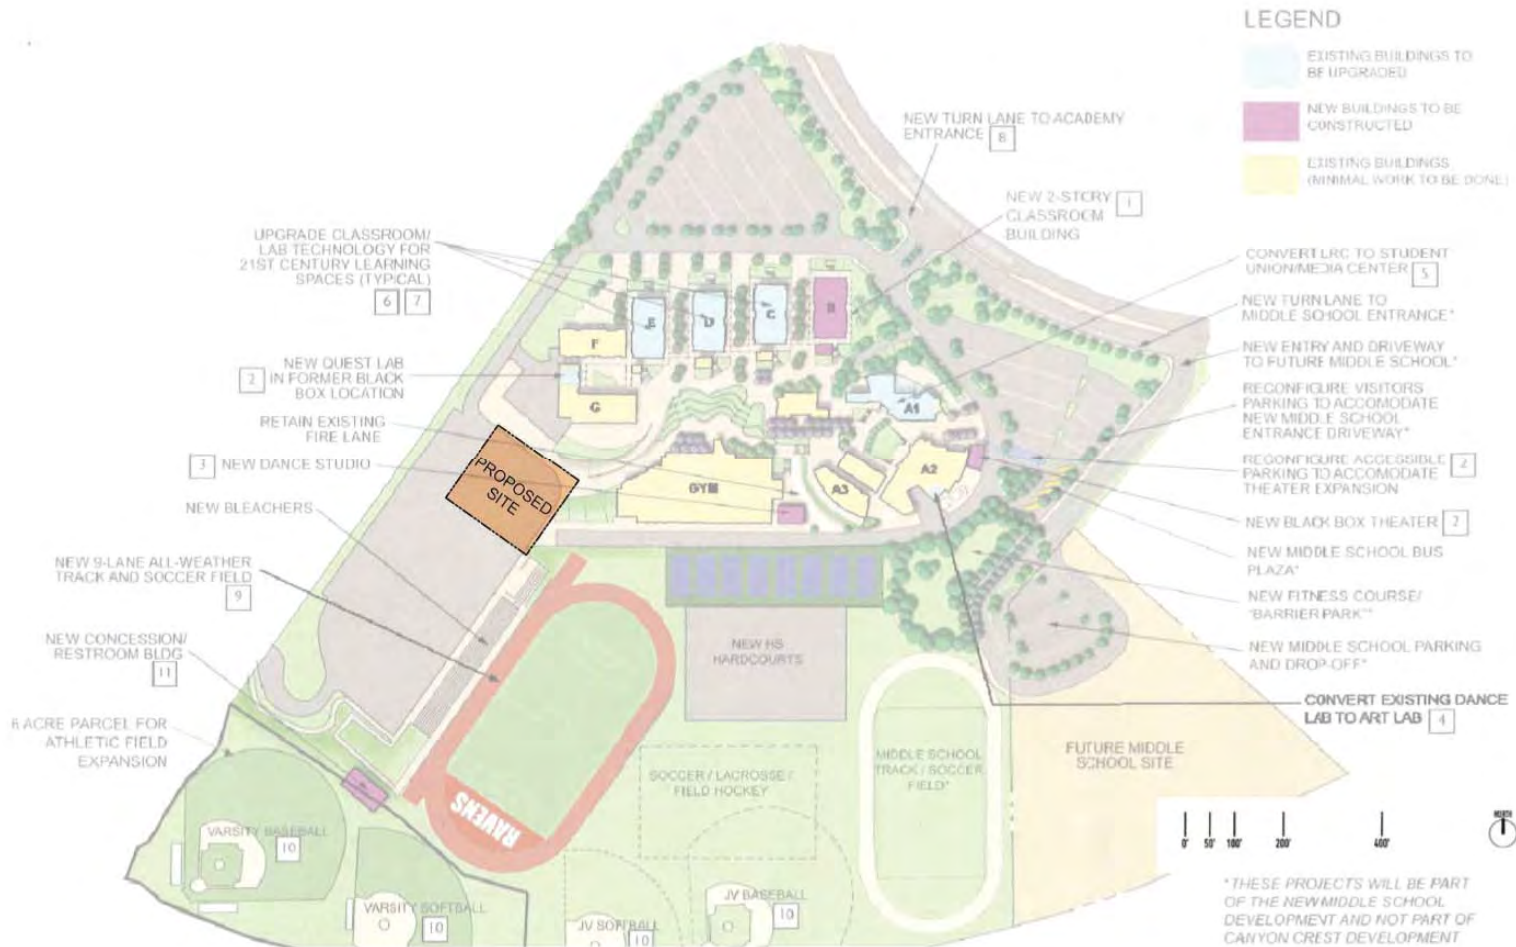 LEGEND
EXISTING BUILDINGS TO
BE UPGRADED
NEW BUILDINGS TO BE
CONSTRUCTED
EXISTING BUILDINGS
(MINIMAL WORK TO BE DONE)
NEW TURN LANE TO ACADEMY
ENTRANCE 8
NEW 2-STORY 1
CLASSROOM
BUILDING
UPGRADE CLASSROOM/
LAB TECHNOLOGY FOR
21ST CENTURY LEARNING
SPACES (TYPICAL)
6 7
NEW QUEST LAB
2 IN FORMER BLACK
BOX LOCATION
RETAIN EXISTING
FIRE LANE
3 NEW DANCE STUDIO
NEW BLEACHERS
NEW 9-LANE ALL-WEATHER
TRACK AND SOCCER FIELD
9
NEW CONCESSION/
RESTROOM BLDG
11
6 ACRE PARCEL FOR
ATHLETIC FIELD
EXPANSION
CONVERT LRC TO STUDENT
UNION/MEDIA CENTER 5
NEW TURN LANE TO
MIDDLE SCHOOL ENTRANCE*
NEW ENTRY AND DRIVEWAY
TO FUTURE MIDDLE SCHOOL*
RECONFIGURE VISITORS
PARKING TO ACCOMODATE
NEW MIDDLE SCHOOL
ENTRANCE DRIVEWAY*
RECONFIGURE ACCESSIBLE 2
PARKING TO ACCOMODATE
THEATER EXPANSION
NEW BLACK BOX THEATER 2
NEW MIDDLE SCHOOL BUS
PLAZA*
NEW FITNESS COURSE/
"BARRIER PARK"*
NEW MIDDLE SCHOOL PARKING
AND DROP-OFF*
CONVERT EXISTING DANCE
LAB TO ART LAB 4
E
D
C
B
F
G
A1
A2
A3
GYM
PROPOSED
SITE
NEW HS
HARDCOURTS
SOCCER / LACROSSE /
FIELD HOCKEY
MIDDLE SCHOOL
TRACK / SOCCER
FIELD*
FUTURE MIDDLE
SCHOOL SITE
RAVENS
VARSITY BASEBALL
10
VARSITY SOFTBALL
10
JV SOFTBALL
10
JV BASEBALL
10
0' 50' 100' 200' 400'
NORTH
*THESE PROJECTS WILL BE PART
OF THE NEW MIDDLE SCHOOL
DEVELOPMENT AND NOT PART OF
CANYON CREST DEVELOPMENT